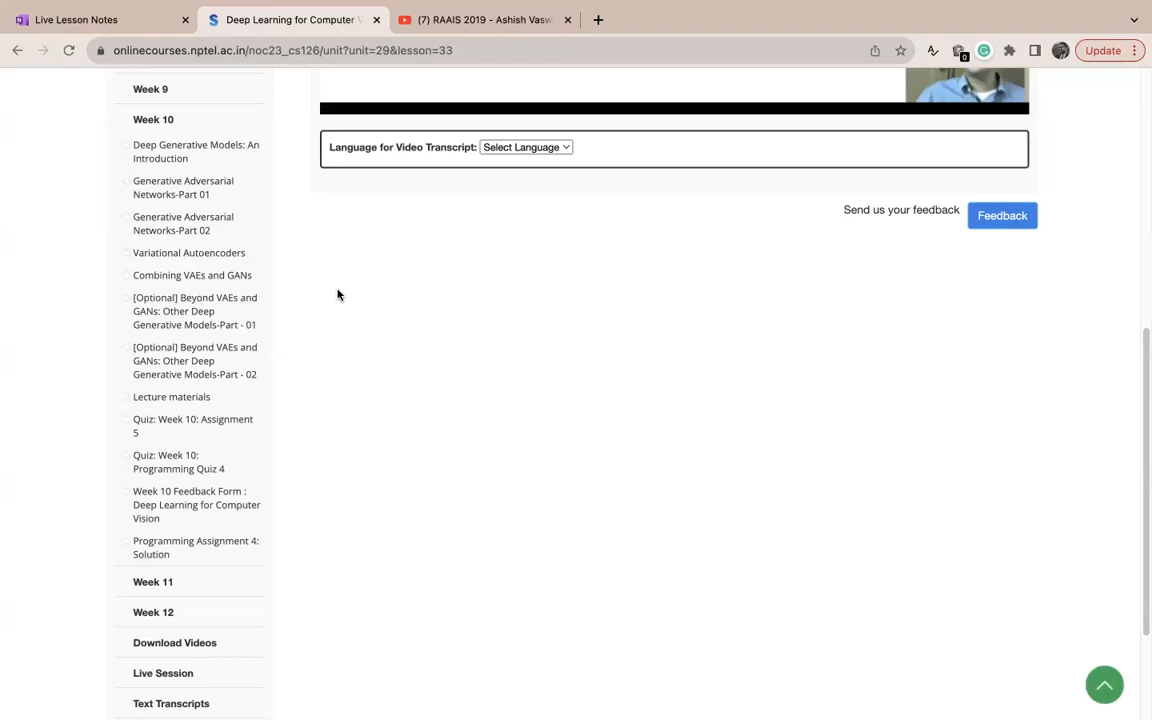 Live Lesson Notes
Deep Learning for Computer V
(7) RAAIS 2019 - Ashish Vasw
onlinecourses.nptel.ac.in/noc23_cs126/unit?unit=29&lesson=33
0
Update
Week 9
Week 10
Deep Generative Models: An
Introduction
Generative Adversarial
Networks-Part 01
Generative Adversarial
Networks-Part 02
Variational Autoencoders
Combining VAEs and GANs
[Optional] Beyond VAEs and
GANs: Other Deep
Generative Models-Part - 01
[Optional] Beyond VAEs and
GANs: Other Deep
Generative Models-Part - 02
Lecture materials
Quiz: Week 10: Assignment
5
Quiz: Week 10:
Programming Quiz 4
Week 10 Feedback Form :
Deep Learning for Computer
Vision
Programming Assignment 4:
Solution
Week 11
Week 12
Download Videos
Live Session
Text Transcripts
Language for Video Transcript: Select Language
Send us your feedback Feedback